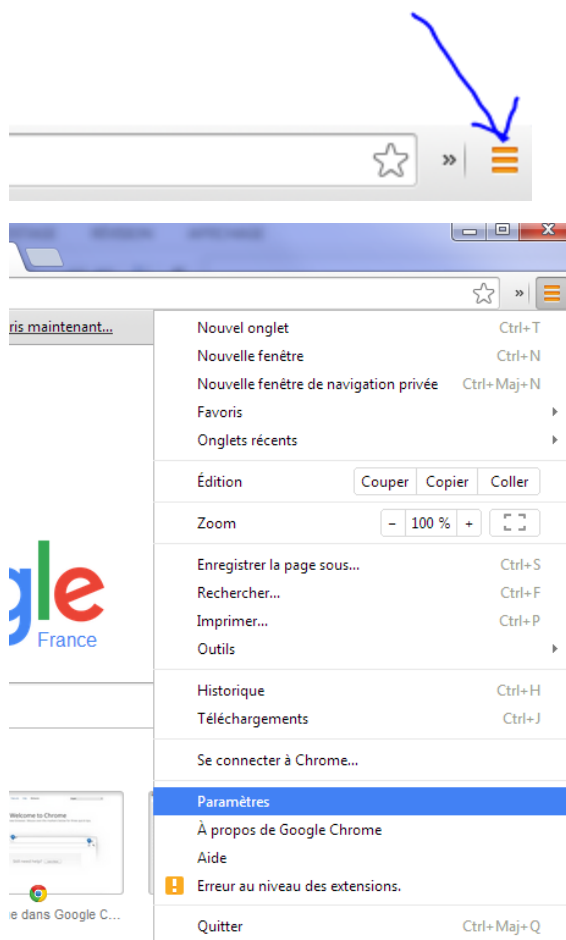 »
»
ris maintenant...
Nouvel onglet Ctrl+T
Nouvelle fenêtre Ctrl+N
Nouvelle fenêtre de navigation privée Ctrl+Maj+N
Favoris
Onglets récents
Édition Couper Copier Coller
Zoom − 100 % +
Enregistrer la page sous... Ctrl+S
Rechercher... Ctrl+F
Imprimer... Ctrl+P
Outils
Historique Ctrl+H
Téléchargements Ctrl+J
Se connecter à Chrome...
Paramètres
À propos de Google Chrome
Aide
Erreur au niveau des extensions.
Quitter Ctrl+Maj+Q
gle
France
Welcome to Chrome
e dans Google C...